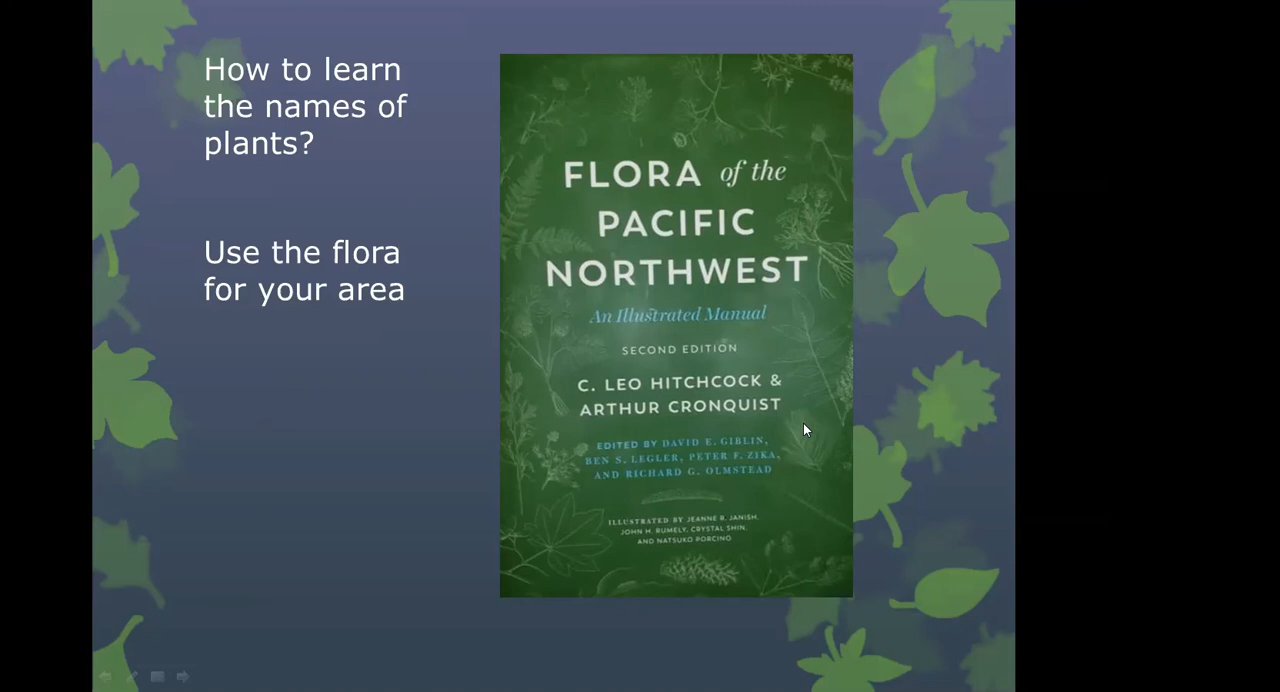 How to learn
the names of
plants?
Use the flora
for your area
FLORA of the
PACIFIC
NORTHWEST
An Illustrated Manual
SECOND EDITION
C. LEO HITCHCOCK &
ARTHUR CRONQUIST
EDITED BY DAVID E. GIBLIN,
BEN S. LEGLER, PETER F. ZIKA,
AND RICHARD G. OLMSTEAD
ILLUSTRATED BY JEANNE R. JANISH,
JOHN H. RUMELY, CRYSTAL SHIN,
AND NATSUKO PORCINO